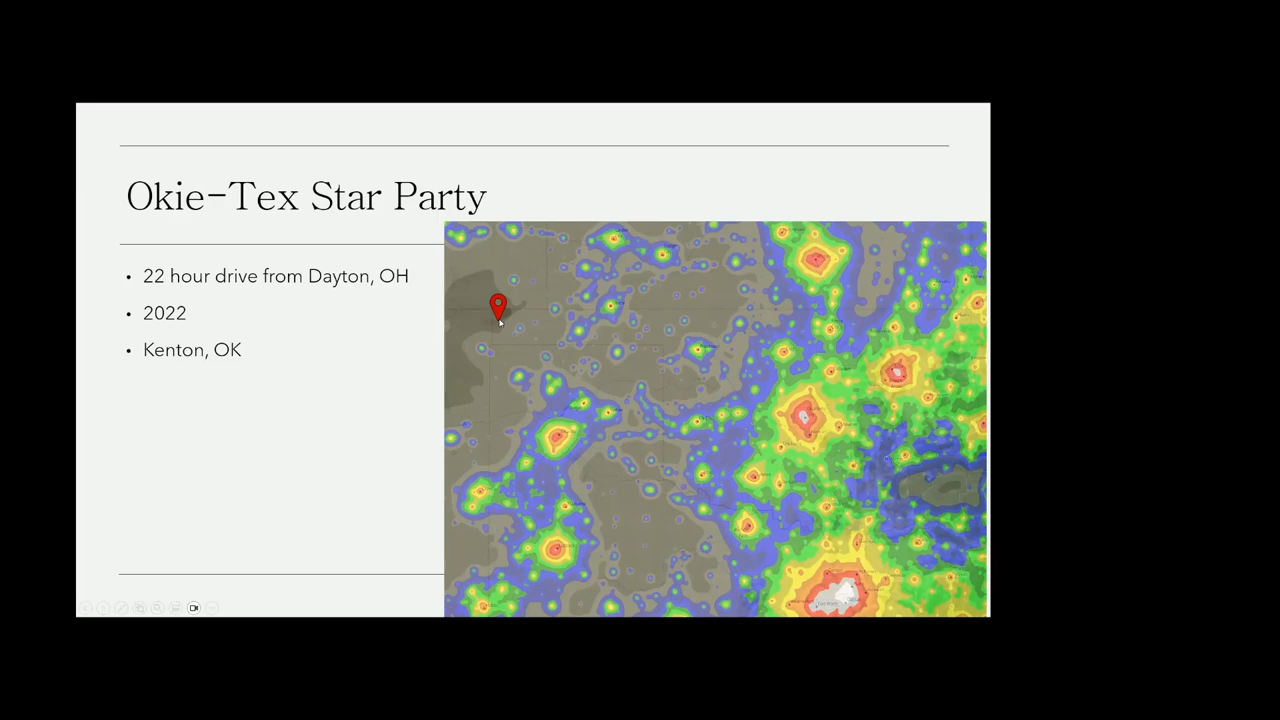 Okie-Tex Star Party
• 22 hour drive from Dayton, OH
• 2022
• Kenton, OK